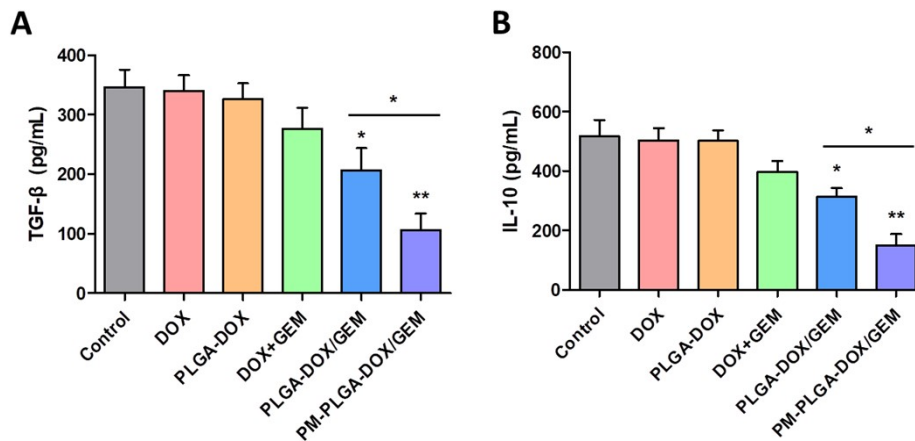 A
TGF-β (pg/mL)
400
300
200
100
0
*
*
**
Control
DOX
PLGA-DOX
DOX+GEM
PLGA-DOX/GEM
PM-PLGA-DOX/GEM
B
IL-10 (pg/mL)
800
600
400
200
0
*
*
**
Control
DOX
PLGA-DOX
DOX+GEM
PLGA-DOX/GEM
PM-PLGA-DOX/GEM